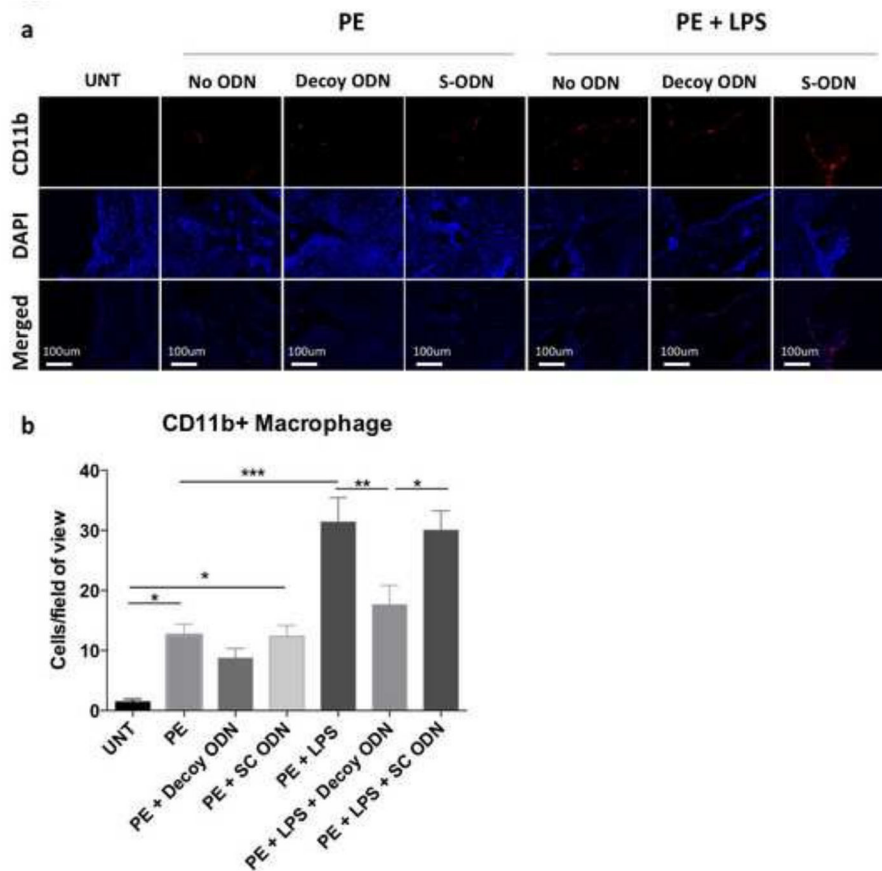 a
PE PE + LPS
UNT No ODN Decoy ODN S-ODN No ODN Decoy ODN S-ODN
CD11b
DAPI
Merged
100um 100um 100um 100um 100um 100um 100um
b
CD11b+ Macrophage
***
** *
*
*
Cells/field of view
40
30
20
10
0
UNT
PE
PE + Decoy ODN
PE + SC ODN
PE + LPS
PE + LPS + Decoy ODN
PE + LPS + SC ODN